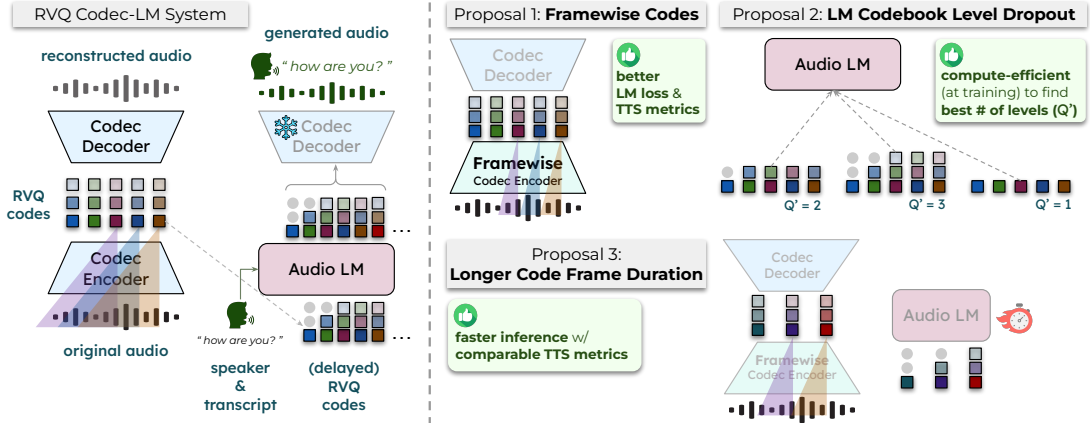 RVQ Codec-LM System
reconstructed audio
Codec
Decoder
RVQ
codes
Codec
Encoder
original audio
generated audio
“ how are you? ”
Codec
Decoder
...
Audio LM
“how are you? ”
...
speaker
&
transcript
(delayed)
RVQ
codes
Proposal 1: Framewise Codes
Codec
Decoder
Framewise
Codec Encoder
better
LM loss &
TTS metrics
Proposal 2: LM Codebook Level Dropout
Audio LM
compute-efficient
(at training) to find
best # of levels (Q’)
Q’ = 2
Q’ = 3
Q’ = 1
Proposal 3:
Longer Code Frame Duration
faster inference w/
comparable TTS metrics
Codec
Decoder
Framewise
Codec Encoder
Audio LM